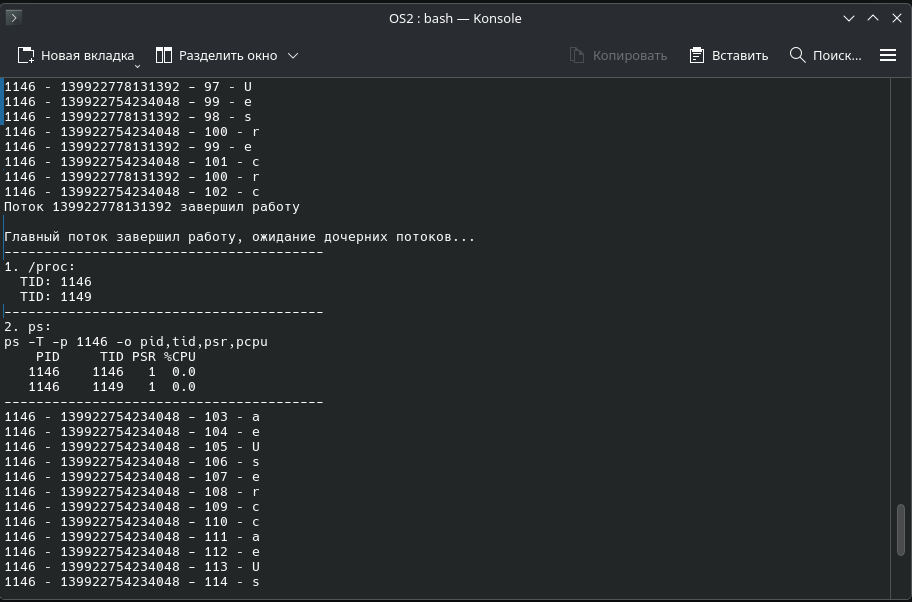 OS2 : bash — Konsole
Новая вкладка
Разделить окно
Копировать
Вставить
Поиск...
1146 - 139922778131392 - 97 - U
1146 - 139922754234048 - 99 - e
1146 - 139922778131392 - 98 - s
1146 - 139922754234048 - 100 - r
1146 - 139922778131392 - 99 - e
1146 - 139922754234048 - 101 - c
1146 - 139922778131392 - 100 - r
1146 - 139922754234048 - 102 - c
Поток 139922778131392 завершил работу
Главный поток завершил работу, ожидание дочерних потоков...
----------------------------------------
1. /proc:
  TID: 1146
  TID: 1149
----------------------------------------
2. ps:
ps -T -p 1146 -o pid,tid,psr,pcpu
    PID     TID PSR %CPU
   1146    1146   1  0.0
   1146    1149   1  0.0
----------------------------------------
1146 - 139922754234048 - 103 - a
1146 - 139922754234048 - 104 - e
1146 - 139922754234048 - 105 - U
1146 - 139922754234048 - 106 - s
1146 - 139922754234048 - 107 - e
1146 - 139922754234048 - 108 - r
1146 - 139922754234048 - 109 - c
1146 - 139922754234048 - 110 - c
1146 - 139922754234048 - 111 - a
1146 - 139922754234048 - 112 - e
1146 - 139922754234048 - 113 - U
1146 - 139922754234048 - 114 - s